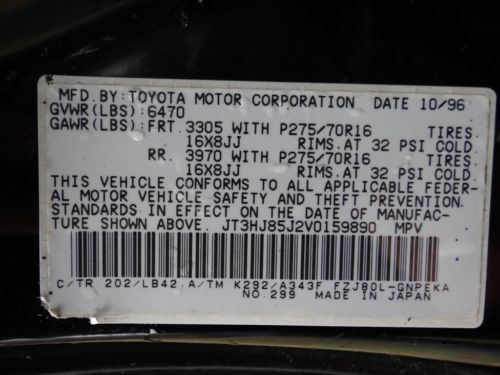 MFD. BY: TOYOTA MOTOR CORPORATION DATE 10/96
GVWR(LBS): 6470
GAWR(LBS): FRT. 3305 WITH P275/70R16 TIRES.
16X8JJ RIMS. AT 32 PSI COLD
RR. 3970 WITH P275/70R16 TIRES.
16X8JJ RIMS. AT 32 PSI COLD
THIS VEHICLE CONFORMS TO ALL APPLICABLE FEDER-
AL MOTOR VEHICLE SAFETY AND THEFT PREVENTION.
STANDARDS IN EFFECT ON THE DATE OF MANUFAC-
TURE SHOWN ABOVE. JT3HJ85J2V0159890 MPV
C/TR 202/LB42 A/TM K292/A343F FZJ80L-GNPEKA
NO.299 MADE IN JAPAN